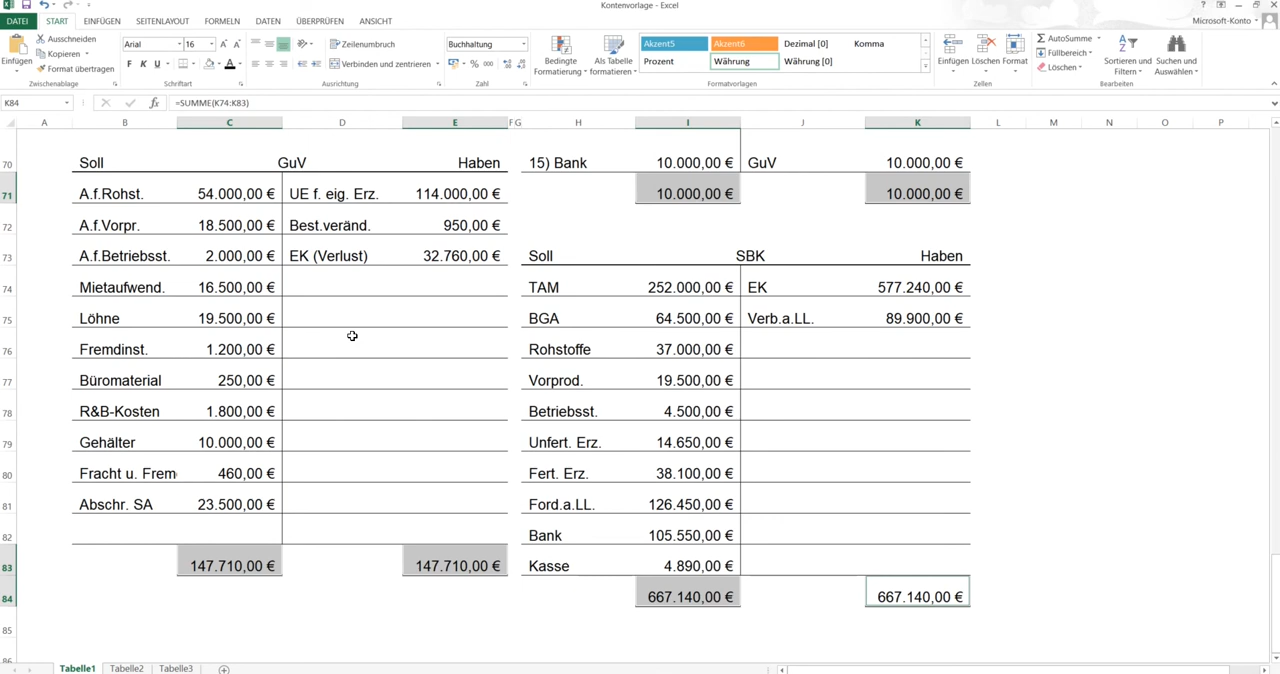 Kontenvorlage - Excel
DATEI START EINFÜGEN SEITENLAYOUT FORMELN DATEN ÜBERPRÜFEN ANSICHT Microsoft-Konto
Einfügen
Ausschneiden
Kopieren
Format übertragen
Zwischenablage
Arial 16
F K U
Schriftart
Zeilenumbruch
Verbinden und zentrieren
Ausrichtung
Buchhaltung
% 000
Zahl
Bedingte Formatierung
Als Tabelle formatieren
Akzent5 Akzent6 Dezimal [0] Komma
Prozent Währung Währung [0]
Formatvorlagen
Einfügen Löschen Format
Zellen
AutoSumme
Füllbereich
Löschen
Sortieren und Filtern
Suchen und Auswählen
Bearbeiten
K84 fx =SUMME(K74:K83)
A B C D E F G H I J K L M N O P
70 Soll GuV Haben 15) Bank 10.000,00 € GuV 10.000,00 €
71 A.f.Rohst. 54.000,00 € UE f. eig. Erz. 114.000,00 € 10.000,00 € 10.000,00 €
72 A.f.Vorpr. 18.500,00 € Best.veränd. 950,00 €
73 A.f.Betriebsst. 2.000,00 € EK (Verlust) 32.760,00 € Soll SBK Haben
74 Mietaufwend. 16.500,00 € TAM 252.000,00 € EK 577.240,00 €
75 Löhne 19.500,00 € BGA 64.500,00 € Verb.a.LL. 89.900,00 €
76 Fremdinst. 1.200,00 € Rohstoffe 37.000,00 €
77 Büromaterial 250,00 € Vorprod. 19.500,00 €
78 R&B-Kosten 1.800,00 € Betriebsst. 4.500,00 €
79 Gehälter 10.000,00 € Unfert. Erz. 14.650,00 €
80 Fracht u. Frem 460,00 € Fert. Erz. 38.100,00 €
81 Abschr. SA 23.500,00 € Ford.a.LL. 126.450,00 €
82 Bank 105.550,00 €
83 147.710,00 € 147.710,00 € Kasse 4.890,00 €
84 667.140,00 € 667.140,00 €
85
86
Tabelle1 Tabelle2 Tabelle3